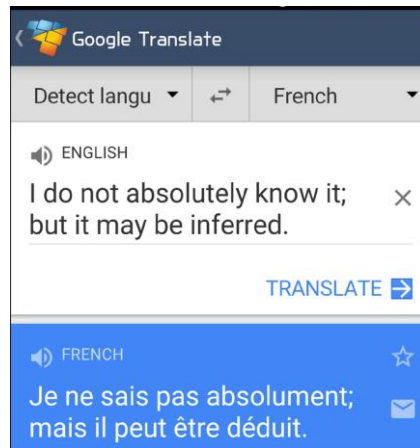 Google Translate
Detect langu French
ENGLISH
I do not absolutely know it;
but it may be inferred.
TRANSLATE
FRENCH
Je ne sais pas absolument;
mais il peut être déduit.